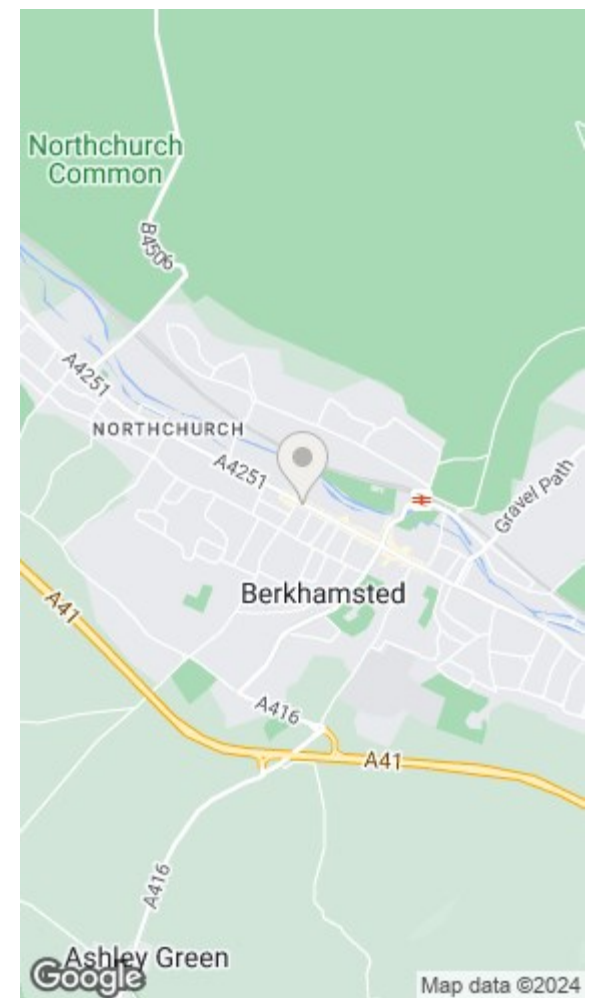 Northchurch
Common
B4506
A4251
NORTHCHURCH
A4251
Gravel Path
Berkhamsted
A41
A416
A41
A416
Ashley Green
Google
Map data ©2024